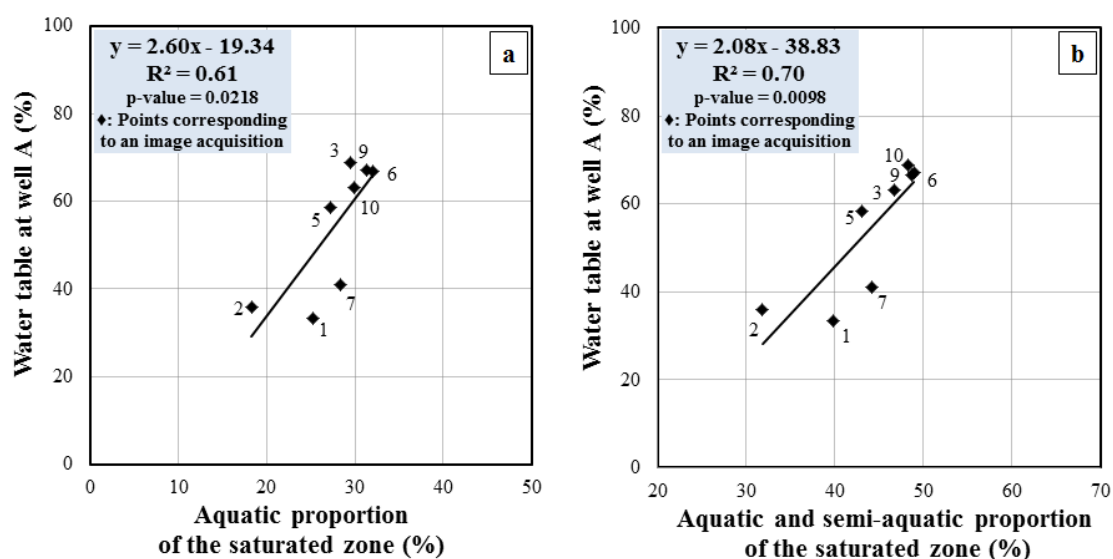 y = 2.60x - 19.34
R² = 0.61
p-value = 0.0218
♦: Points corresponding
to an image acquisition
a
Water table at well A (%)
100
80
60
40
20
0
3 9
6
10
5
7
2
1
0 10 20 30 40 50
Aquatic proportion
of the saturated zone (%)
y = 2.08x - 38.83
R² = 0.70
p-value = 0.0098
♦: Points corresponding
to an image acquisition
b
Water table at well A (%)
100
80
60
40
20
0
10
9
6
3
5
7
2
1
20 30 40 50 60 70
Aquatic and semi-aquatic proportion
of the saturated zone (%)